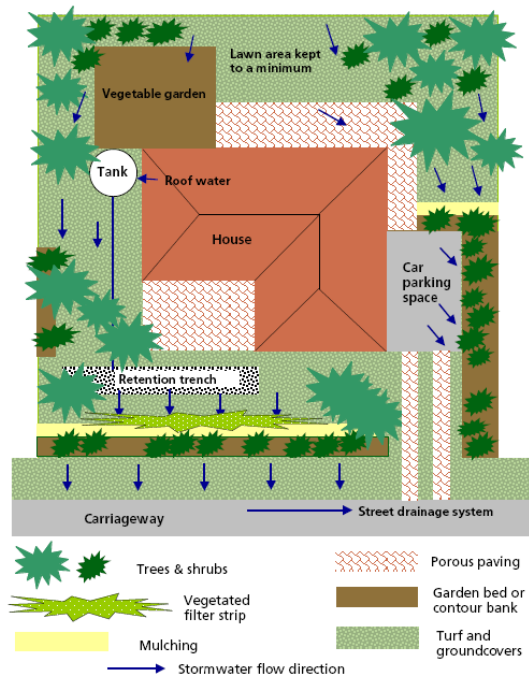 Lawn area kept
to a minimum
Vegetable garden
Tank
Roof water
House
Car
parking
space
Retention trench
Carriageway
Street drainage system
Trees & shrubs
Porous paving
Vegetated
filter strip
Garden bed or
contour bank
Mulching
Turf and
groundcovers
Stormwater flow direction